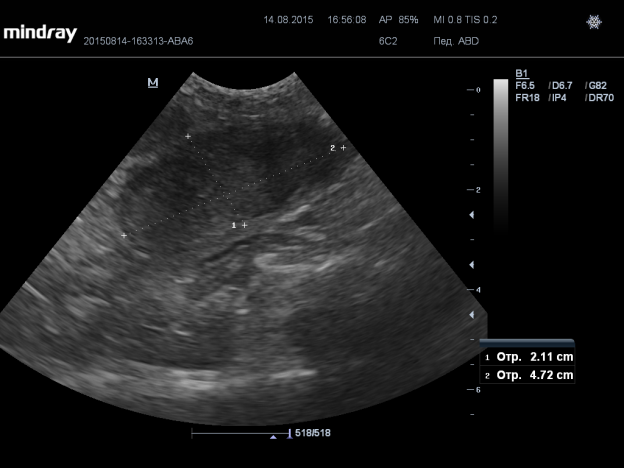 mindray
20150814-163313-ABA6
14.08.2015 16:56:08 AP 85% MI 0.8 TIS 0.2
6C2 Пед ABD
M
B1
F6.5 /D6.7 /G82
FR18 /IP4 /DR70
0
2
4
6
2
1
1 Отр. 2.11 cm
2 Отр. 4.72 cm
518/518